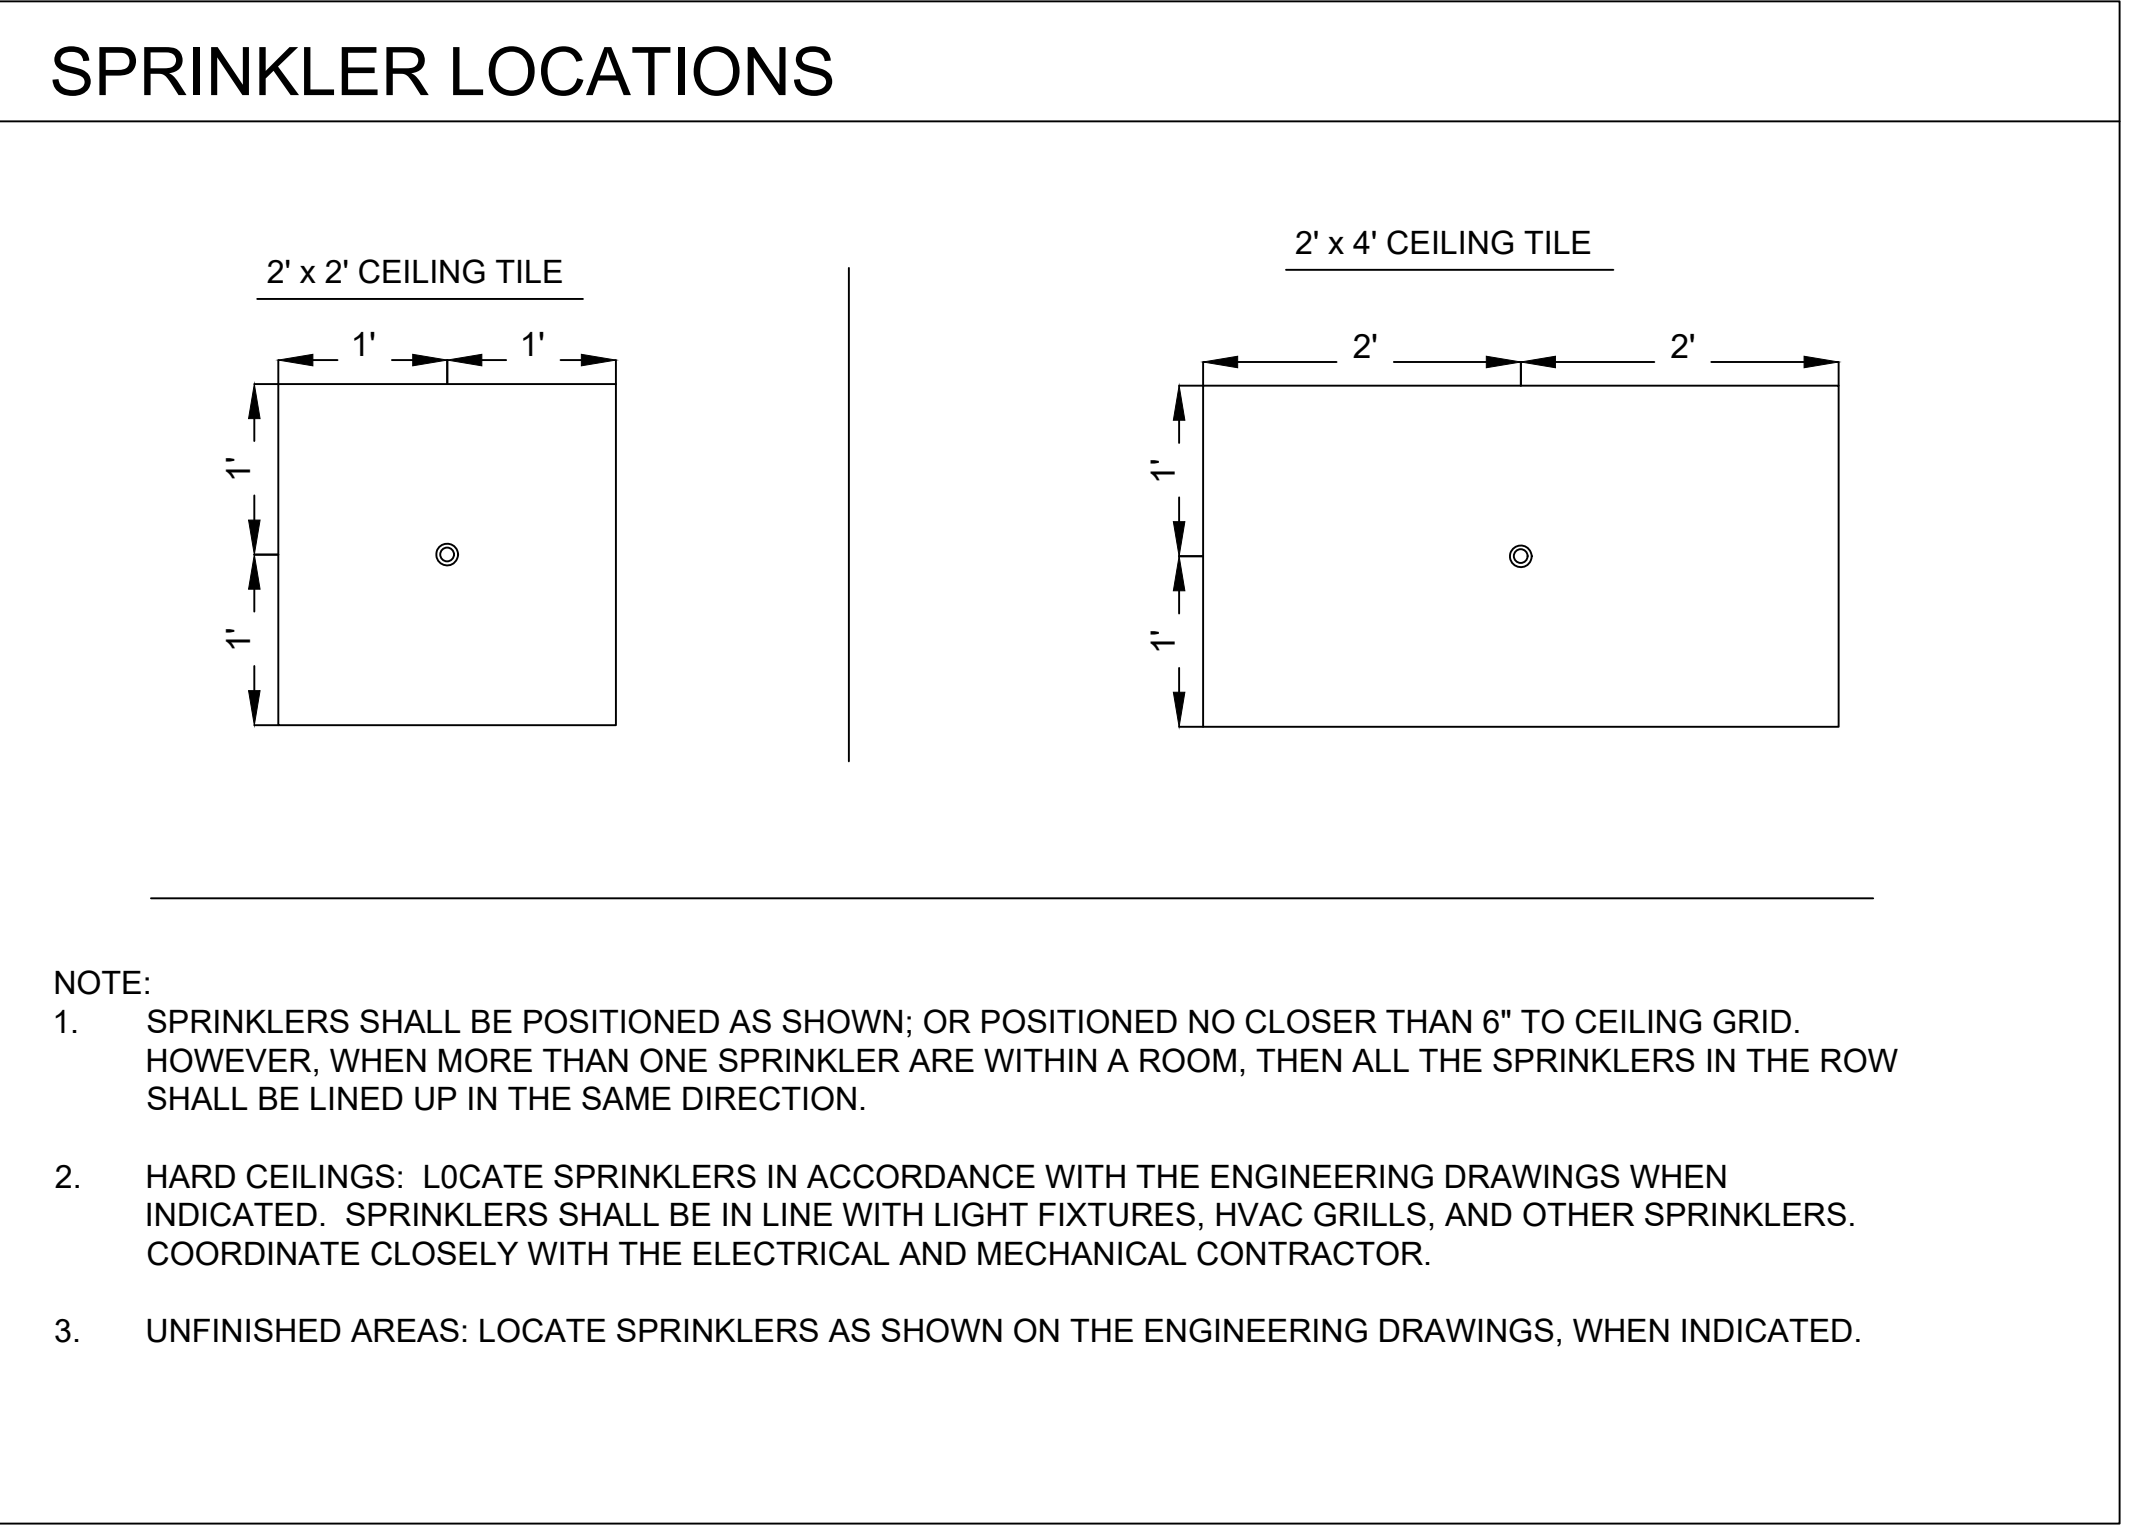 SPRINKLER LOCATIONS
2' x 2' CEILING TILE
1' 1'
1'
1'
2' x 4' CEILING TILE
2' 2'
1'
1'
NOTE:
1. SPRINKLERS SHALL BE POSITIONED AS SHOWN; OR POSITIONED NO CLOSER THAN 6" TO CEILING GRID.
HOWEVER, WHEN MORE THAN ONE SPRINKLER ARE WITHIN A ROOM, THEN ALL THE SPRINKLERS IN THE ROW
SHALL BE LINED UP IN THE SAME DIRECTION.
2. HARD CEILINGS: L0CATE SPRINKLERS IN ACCORDANCE WITH THE ENGINEERING DRAWINGS WHEN
INDICATED. SPRINKLERS SHALL BE IN LINE WITH LIGHT FIXTURES, HVAC GRILLS, AND OTHER SPRINKLERS.
COORDINATE CLOSELY WITH THE ELECTRICAL AND MECHANICAL CONTRACTOR.
3. UNFINISHED AREAS: LOCATE SPRINKLERS AS SHOWN ON THE ENGINEERING DRAWINGS, WHEN INDICATED.